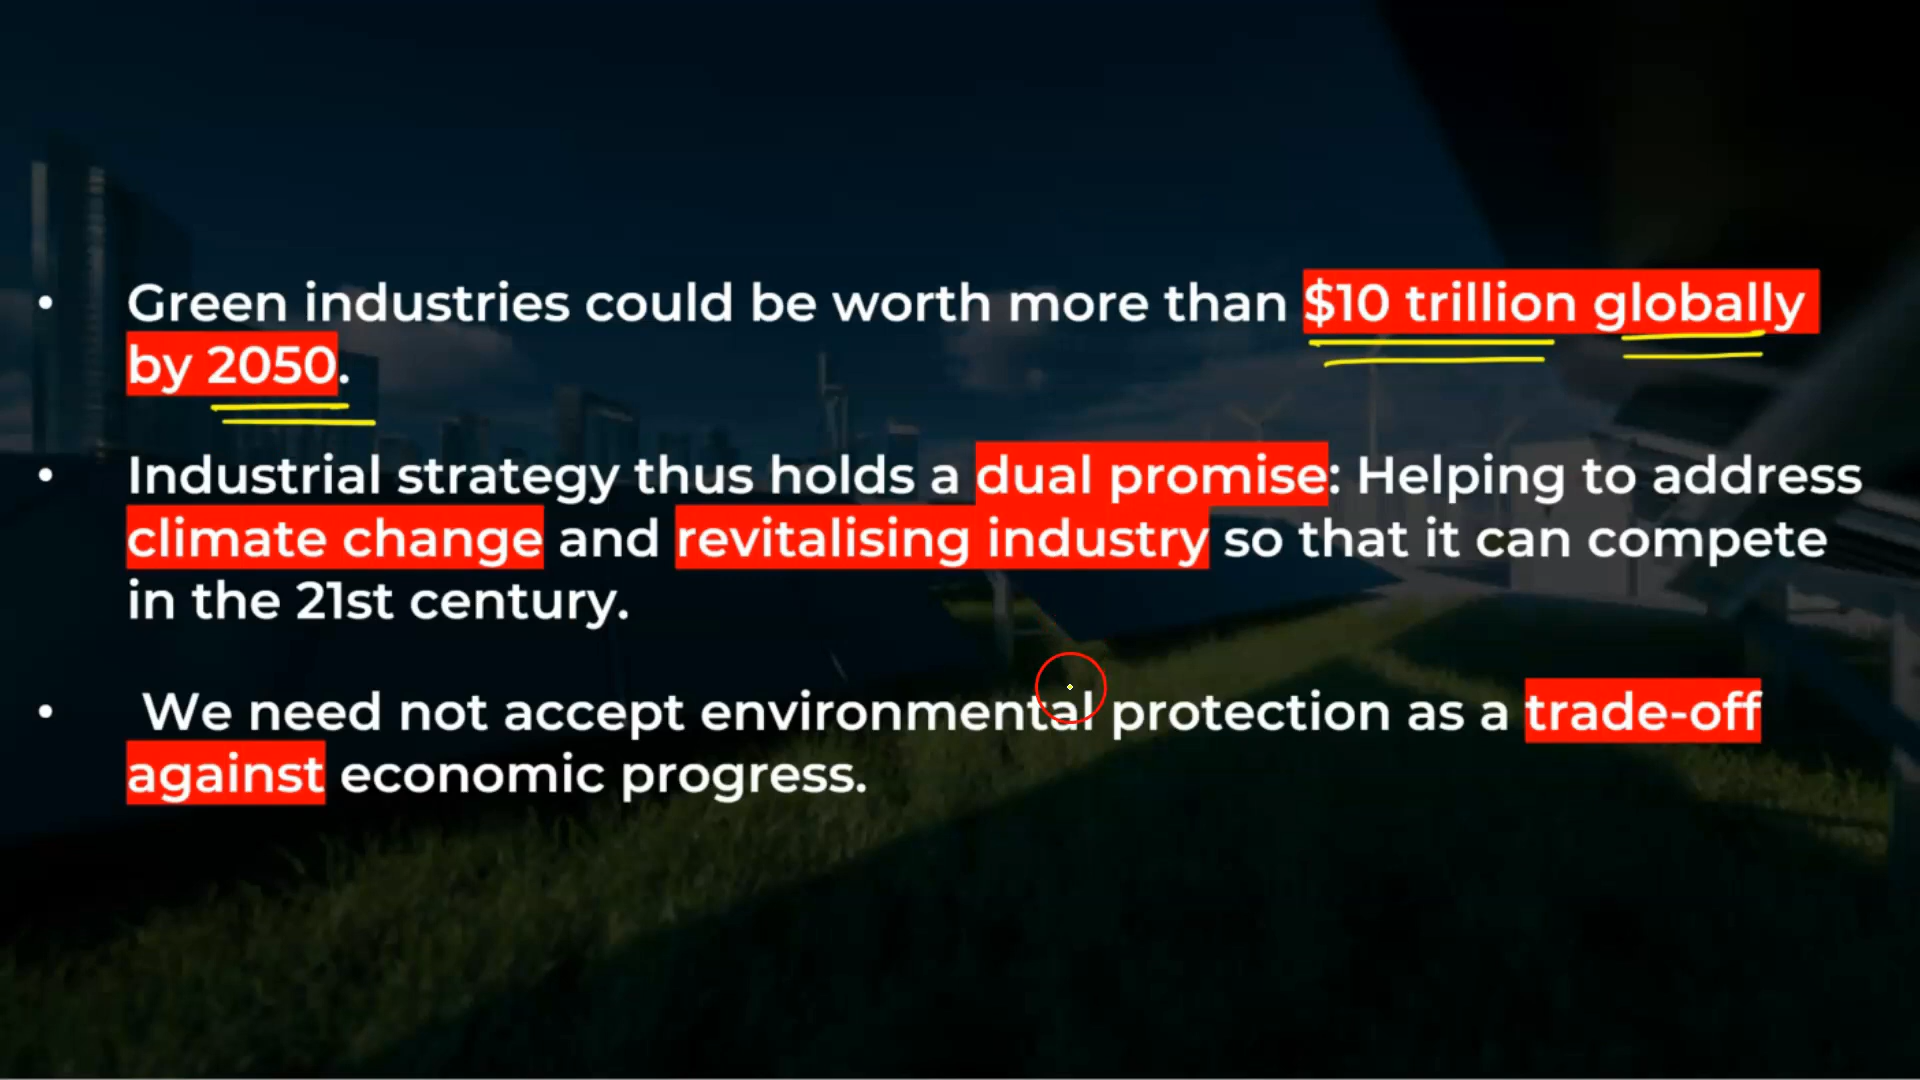 • Green industries could be worth more than $10 trillion globally
by 2050.
• Industrial strategy thus holds a dual promise: Helping to address
climate change and revitalising industry so that it can compete
in the 21st century.
• We need not accept environmental protection as a trade-off
against economic progress.